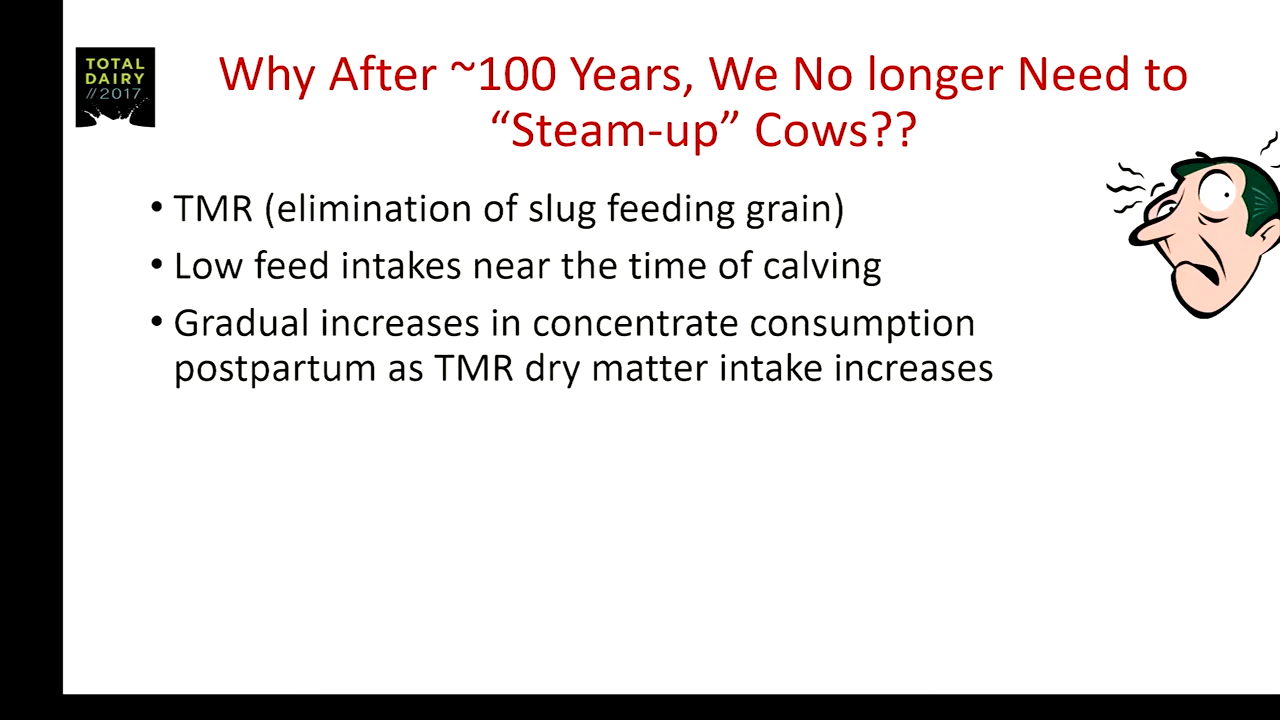 TOTAL
DAIRY
//2017
Why After ~100 Years, We No longer Need to
“Steam-up” Cows??
• TMR (elimination of slug feeding grain)
• Low feed intakes near the time of calving
• Gradual increases in concentrate consumption
postpartum as TMR dry matter intake increases